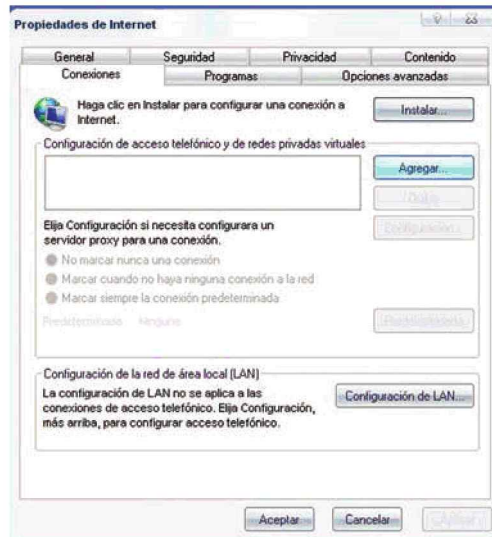 Propiedades de Internet
General Seguridad Privacidad Contenido
Conexiones Programas Opciones avanzadas
Haga clic en Instalar para configurar una conexión a
Internet.
Instalar...
Configuración de acceso telefónico y de redes privadas virtuales
Agregar...
Quitar
Elija Configuración si necesita configurara un
servidor proxy para una conexión.
Configuración...
No marcar nunca una conexión
Marcar cuando no haya ninguna conexión a la red
Marcar siempre la conexión predeterminada
Predeterminada Ninguno
Configuración de la red de área local (LAN)
La configuración de LAN no se aplica a las
conexiones de acceso telefónico. Elija Configuración,
más arriba, para configurar acceso telefónico.
Configuración de LAN...
Aceptar Cancelar